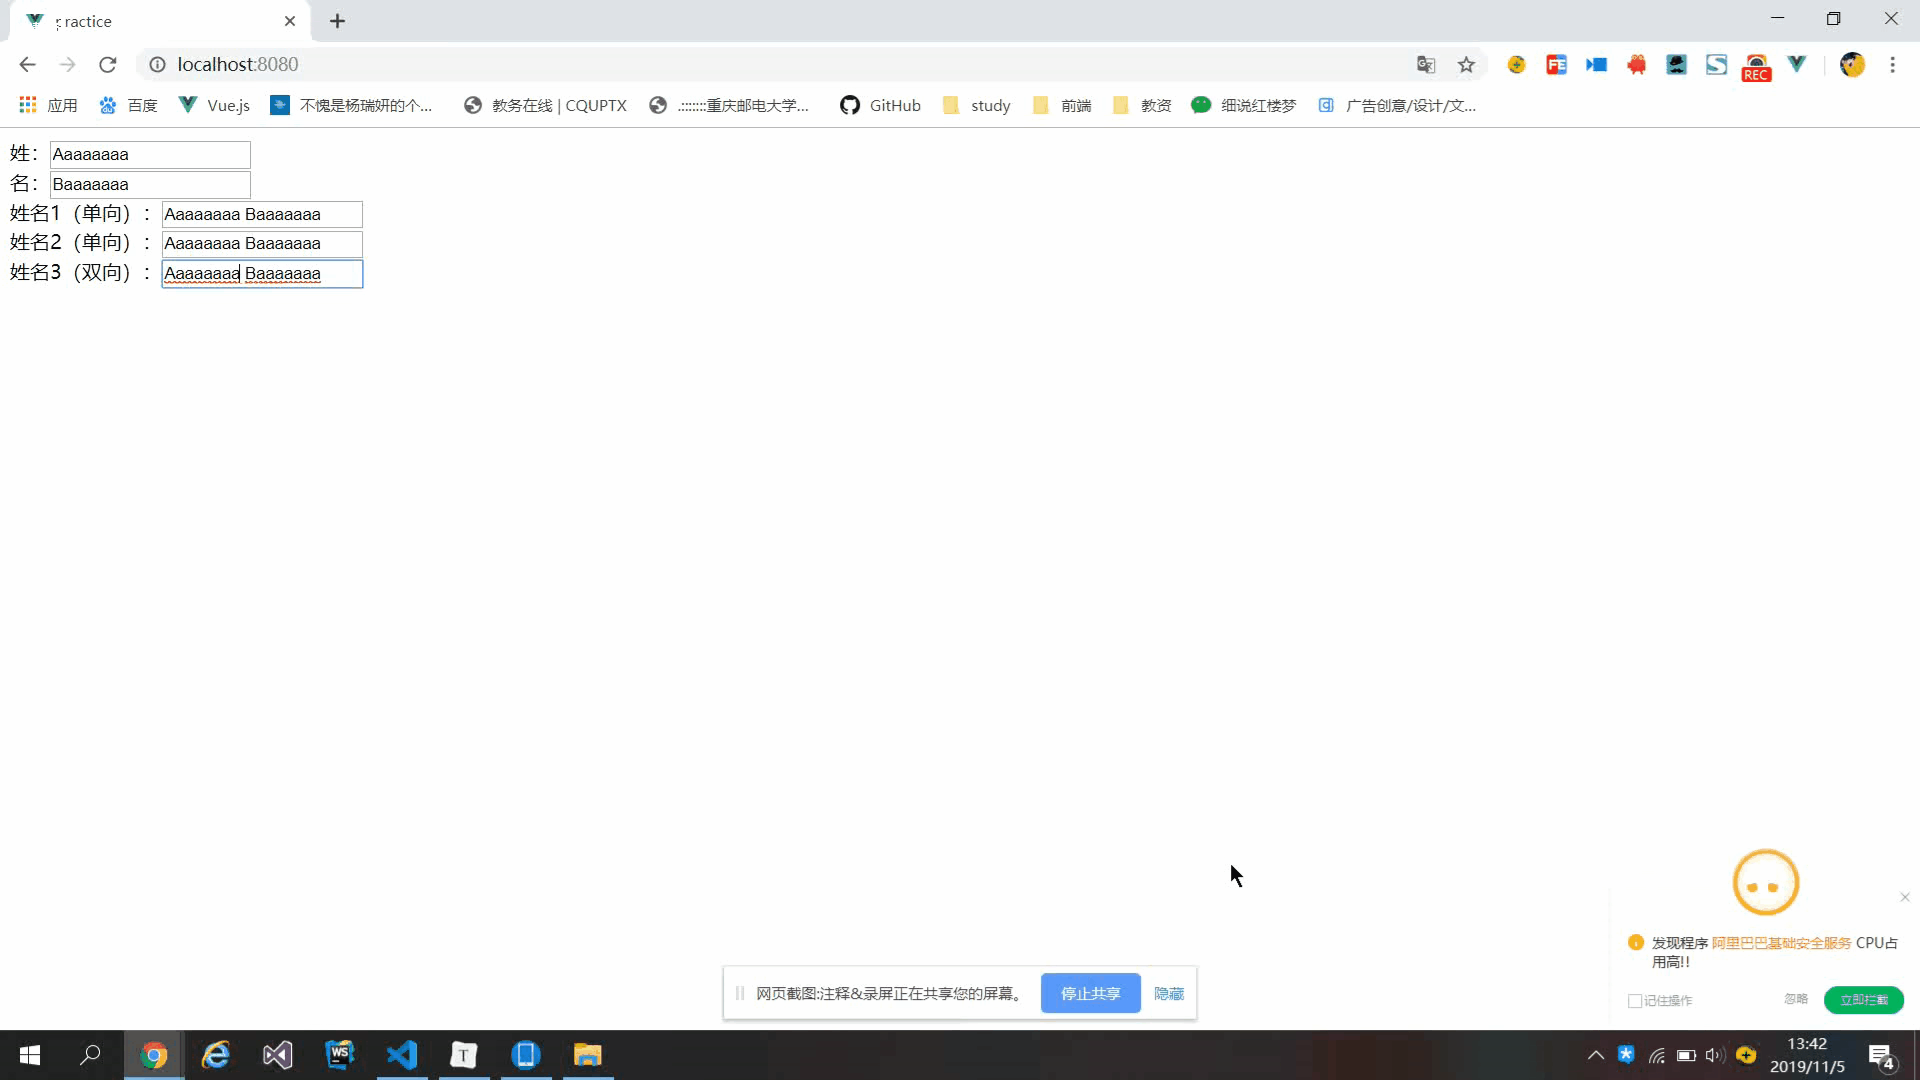 ractice
localhost:8080
应用 百度 Vue.js 不愧是杨瑞妍的个... 教务在线 | CQUPTX .:::::::重庆邮电大学... GitHub study 前端 教资 细说红楼梦 广告创意/设计/文...
REC
姓: Aaaaaaaa
名: Baaaaaaa
姓名1（单向）: Aaaaaaaa Baaaaaaa
姓名2（单向）: Aaaaaaaa Baaaaaaa
姓名3（双向）: Aaaaaaaa Baaaaaaa
发现程序 阿里巴巴基础安全服务 CPU占
用高!!
记住操作 忽略 立即拦截
网页截图:注释&录屏正在共享您的屏幕。 停止共享 隐藏
WS
T
13:42
2019/11/5
4